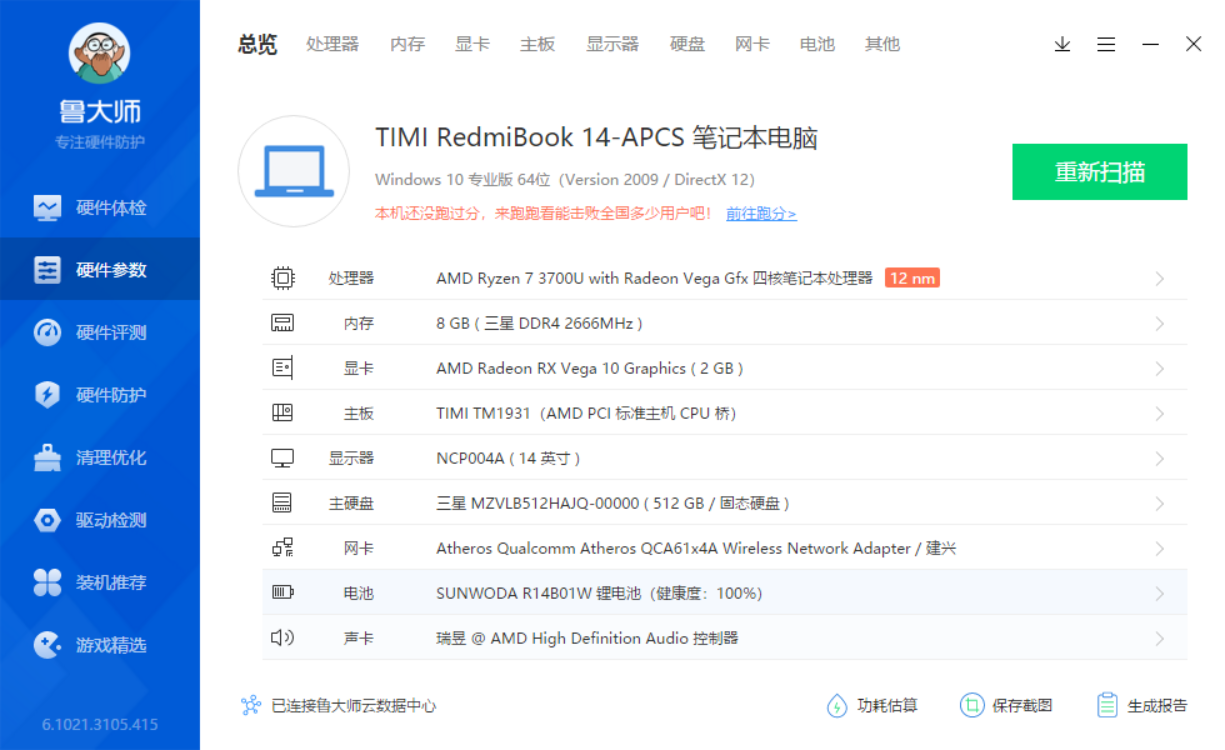 鲁大师
专注硬件防护
硬件体检
硬件参数
硬件评测
硬件防护
清理优化
驱动检测
装机推荐
游戏精选
6.1021.3105.415
总览 处理器 内存 显卡 主板 显示器 硬盘 网卡 电池 其他
TIMI RedmiBook 14-APCS 笔记本电脑
Windows 10 专业版 64位（Version 2009 / DirectX 12）
本机还没跑过分，来跑跑看能击败全国多少用户吧！ 前往跑分>
重新扫描
处理器 AMD Ryzen 7 3700U with Radeon Vega Gfx 四核笔记本处理器 12 nm
内存 8 GB ( 三星 DDR4 2666MHz )
显卡 AMD Radeon RX Vega 10 Graphics ( 2 GB )
主板 TIMI TM1931（AMD PCI 标准主机 CPU 桥）
显示器 NCP004A ( 14 英寸 )
主硬盘 三星 MZVLB512HAJQ-00000 ( 512 GB / 固态硬盘 )
网卡 Atheros Qualcomm Atheros QCA61x4A Wireless Network Adapter / 建兴
电池 SUNWODA R14B01W 锂电池（健康度：100%）
声卡 瑞昱 @ AMD High Definition Audio 控制器
已连接鲁大师云数据中心 功耗估算 保存截图 生成报告